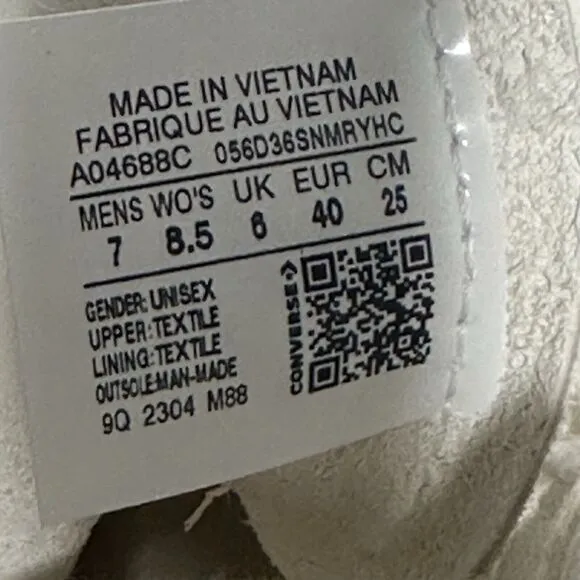 MADE IN VIETNAM
FABRIQUE AU VIETNAM
A04688C 056D36SNMRYHC
MENS WO'S UK EUR CM
7 8.5 6 40 25
GENDER: UNISEX
UPPER:TEXTILE
LINING:TEXTILE
OUTSOLE:MAN-MADE
9Q 2304 M88
CONVERSE